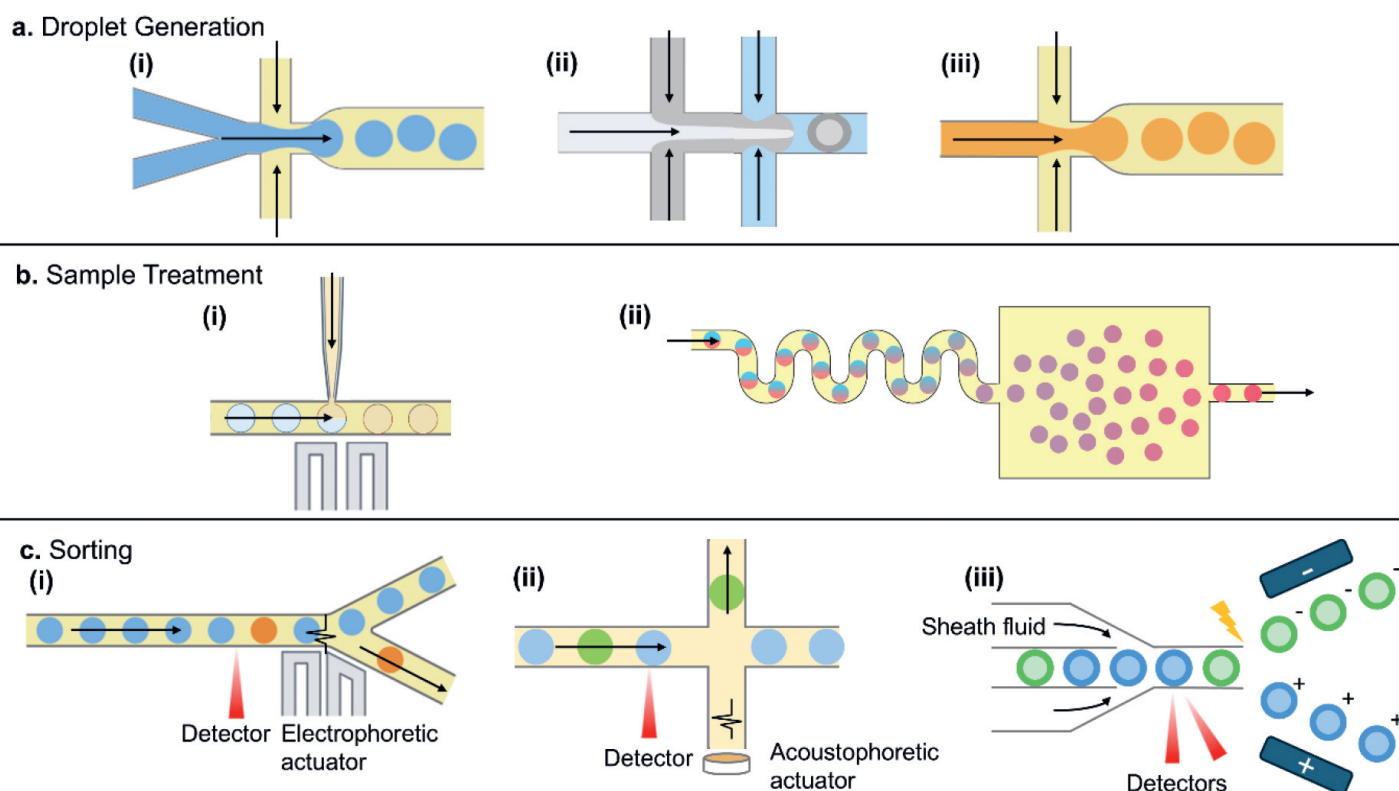 a. Droplet Generation
(i)
(ii)
(iii)
b. Sample Treatment
(i)
(ii)
c. Sorting
(i)
(ii)
(iii)
Detector
Electrophoretic
actuator
Detector
Acoustophoretic
actuator
Sheath fluid
Detectors
-
- - -
+ + +
+